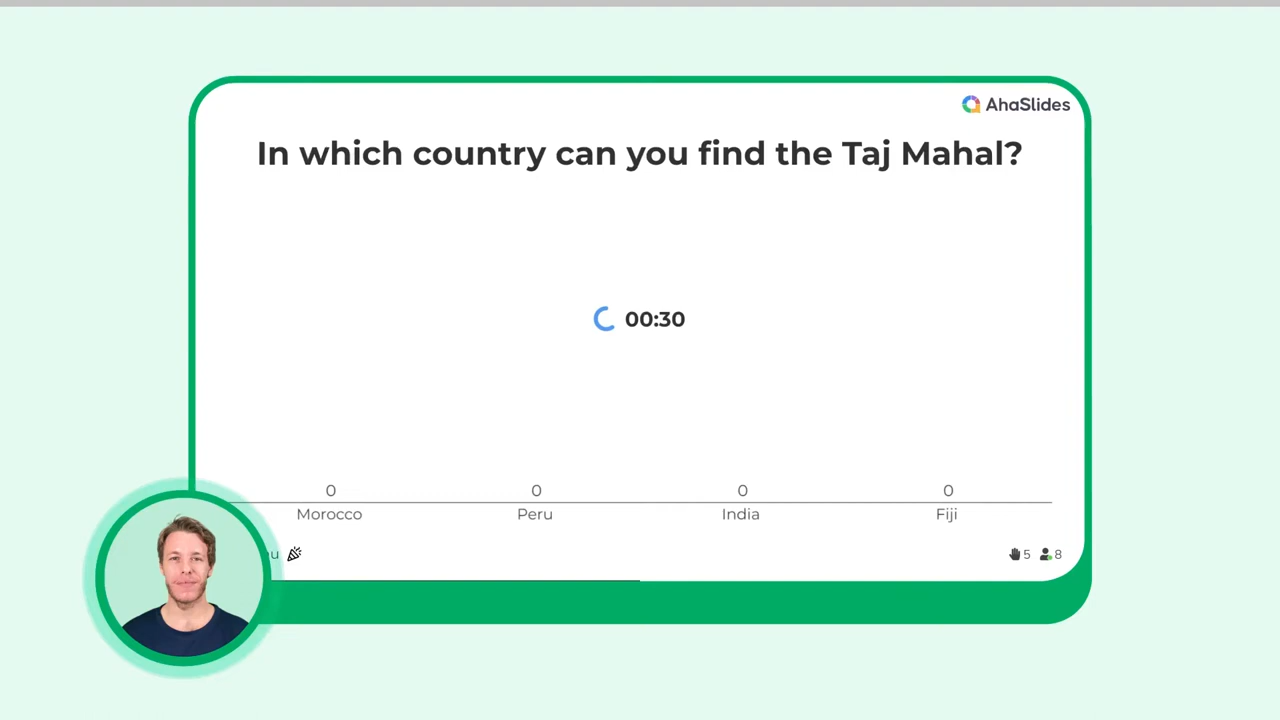 AhaSlides
In which country can you find the Taj Mahal?
00:30
0 0 0 0
Morocco Peru India Fiji
5 8